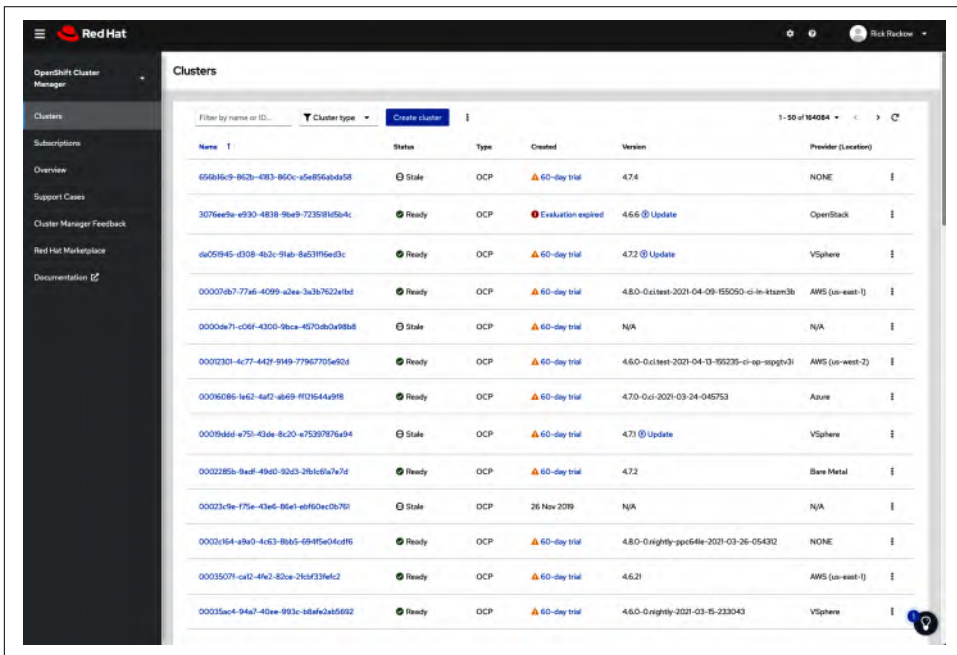 Red Hat
Rick Rackow
OpenShift Cluster Manager
Clusters
Subscriptions
Overview
Support Cases
Cluster Manager Feedback
Red Hat Marketplace
Documentation
Clusters
Filter by name or ID... Cluster type Create cluster 1 - 50 of 164084
Name Status Type Created Version Provider (Location)
656b16c9-862b-4183-860c-a5e856abda58 Stale OCP 60-day trial 4.7.4 NONE
3076ee9a-e930-4838-9be9-7235181d5b4c Ready OCP Evaluation expired 4.6.6 Update OpenStack
da051945-d308-4b2c-91ab-8a531f16ed3c Ready OCP 60-day trial 4.7.2 Update VSphere
00007db7-77a6-4099-a2ea-3a3b7622e1bd Ready OCP 60-day trial 4.8.0-0.ci.test-2021-04-09-155050-ci-ln-ktszm3b AWS (us-east-1)
0000de71-c06f-4300-9bca-4570db0a98b8 Stale OCP 60-day trial N/A N/A
00012301-4c77-442f-9149-77967705e92d Ready OCP 60-day trial 4.6.0-0.ci.test-2021-04-13-155235-ci-op-sspgtv3i AWS (us-west-2)
00016086-1e62-4af2-ab69-ff121644a9f8 Ready OCP 60-day trial 4.7.0-0.ci-2021-03-24-045753 Azure
00019ddd-e751-43de-8c20-e75397876a94 Stale OCP 60-day trial 4.7.1 Update VSphere
0002285b-9adf-49d0-92d3-2fb1c61a7e7d Ready OCP 60-day trial 4.7.2 Bare Metal
00023c9e-f75e-43e6-86e1-ebf60ec0b761 Stale OCP 26 Nov 2019 N/A N/A
0002c164-a9a0-4c63-8bb5-694f5e04cdf6 Ready OCP 60-day trial 4.8.0-0.nightly-ppc64le-2021-03-26-054312 NONE
0003507f-ca12-4fe2-82ce-2fcbf33fefc2 Ready OCP 60-day trial 4.6.21 AWS (us-east-1)
00035ac4-94a7-40ee-993c-b8afe2ab5692 Ready OCP 60-day trial 4.6.0-0.nightly-2021-03-15-233043 VSphere
1